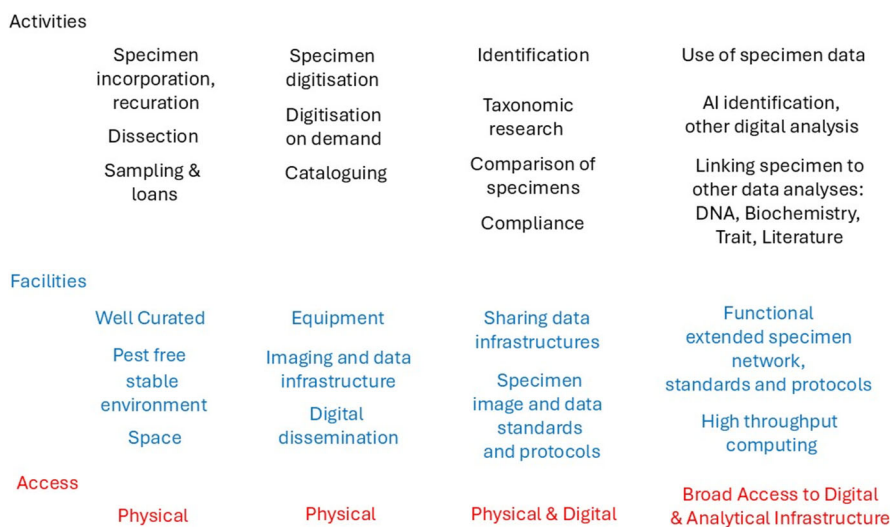 Activities
Specimen
incorporation,
recuration
Dissection
Sampling &
loans
Specimen
digitisation
Digitisation
on demand
Cataloguing
Identification
Taxonomic
research
Comparison of
specimens
Compliance
Use of specimen data
AI identification,
other digital analysis
Linking specimen to
other data analyses:
DNA, Biochemistry,
Trait, Literature
Facilities
Well Curated
Pest free
stable
environment
Space
Equipment
Imaging and data
infrastructure
Digital
dissemination
Sharing data
infrastructures
Specimen
image and data
standards
and protocols
Functional
extended specimen
network,
standards and protocols
High throughput
computing
Access
Physical
Physical
Physical & Digital
Broad Access to Digital
& Analytical Infrastructure